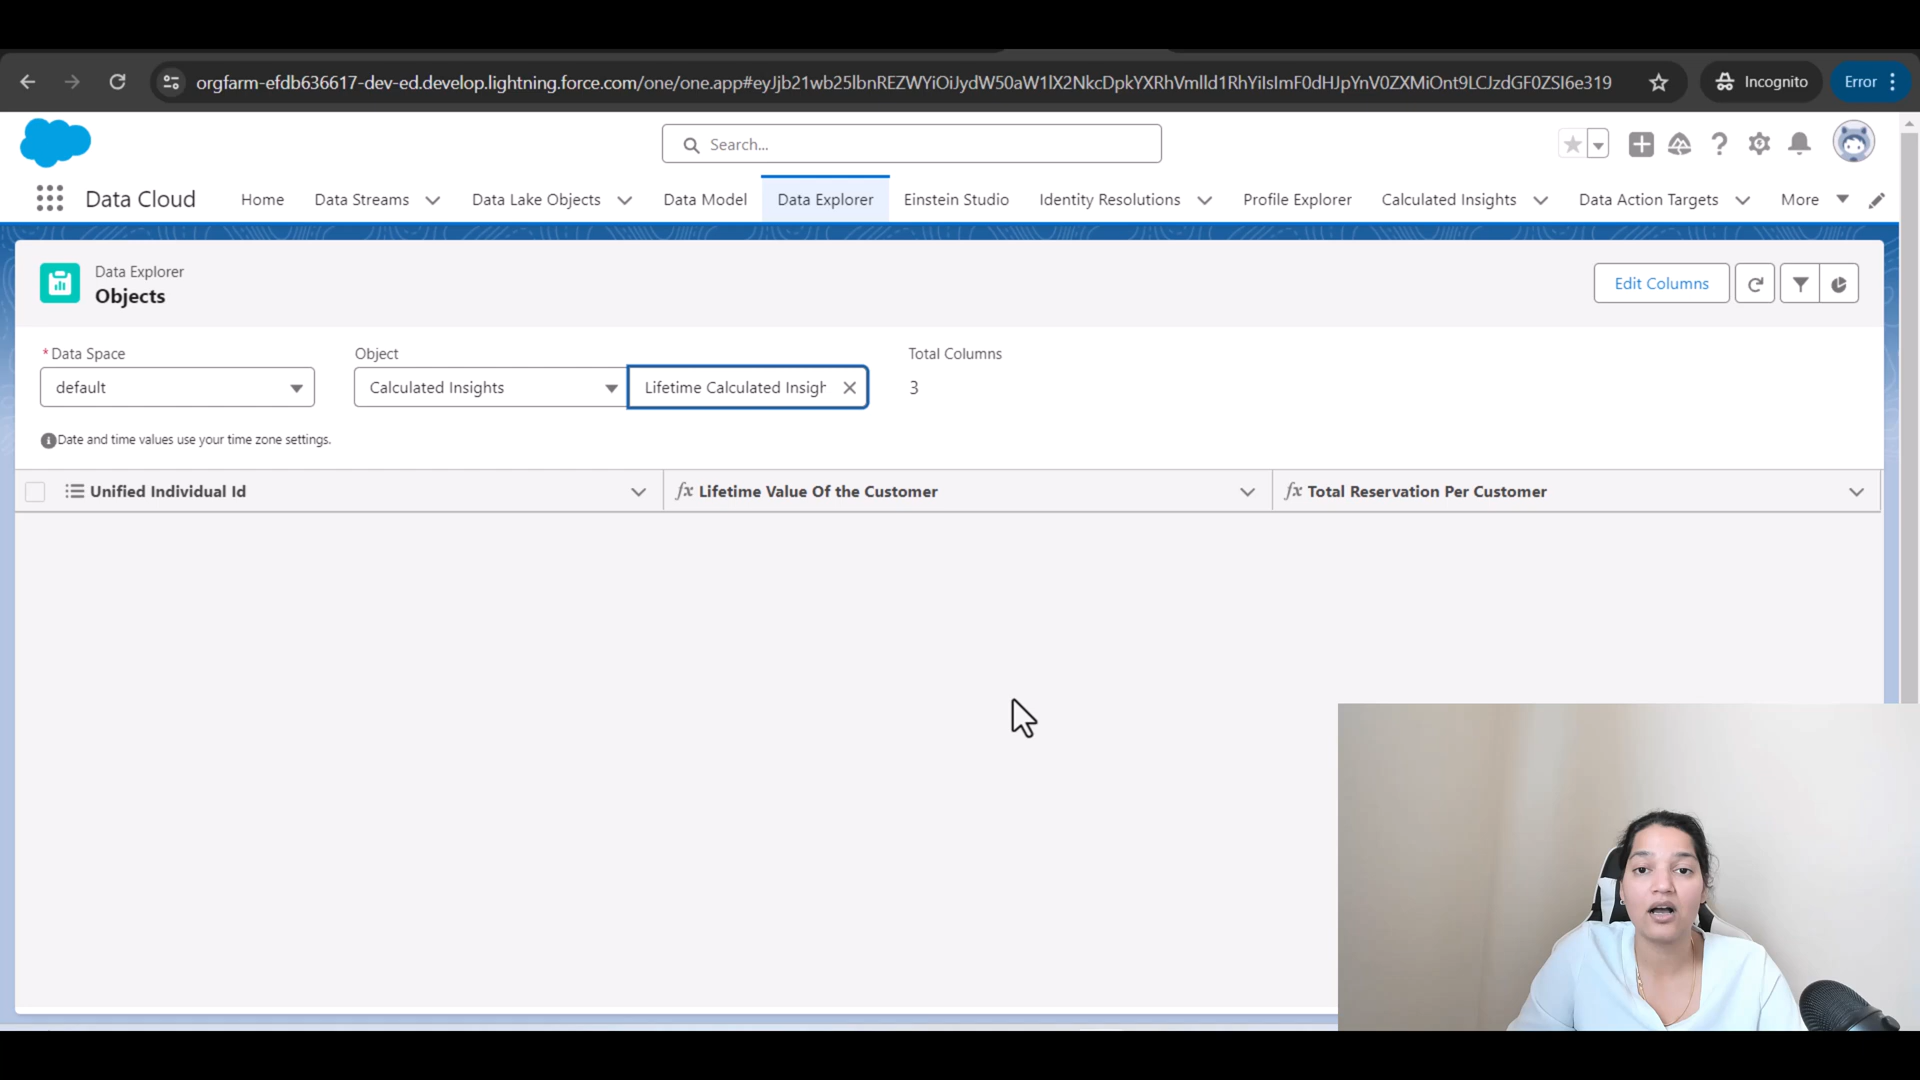 orgfarm-efdb636617-dev-ed.develop.lightning.force.com/one/one.app#eyJjb21wb25lbnREZWYiOiJydW50aW1lX2NkcDpkYXRhVmlld1RhYiIsImF0dHJpYnV0ZXMiOnt9LCJzdGF0ZSI6e319
Incognito
Error
Search...
Data Cloud
Home
Data Streams
Data Lake Objects
Data Model
Data Explorer
Einstein Studio
Identity Resolutions
Profile Explorer
Calculated Insights
Data Action Targets
More
Data Explorer
Objects
Edit Columns
* Data Space
Object
Total Columns
default
Calculated Insights
Lifetime Calculated Insigh
3
Date and time values use your time zone settings.
Unified Individual Id
fx Lifetime Value Of the Customer
fx Total Reservation Per Customer